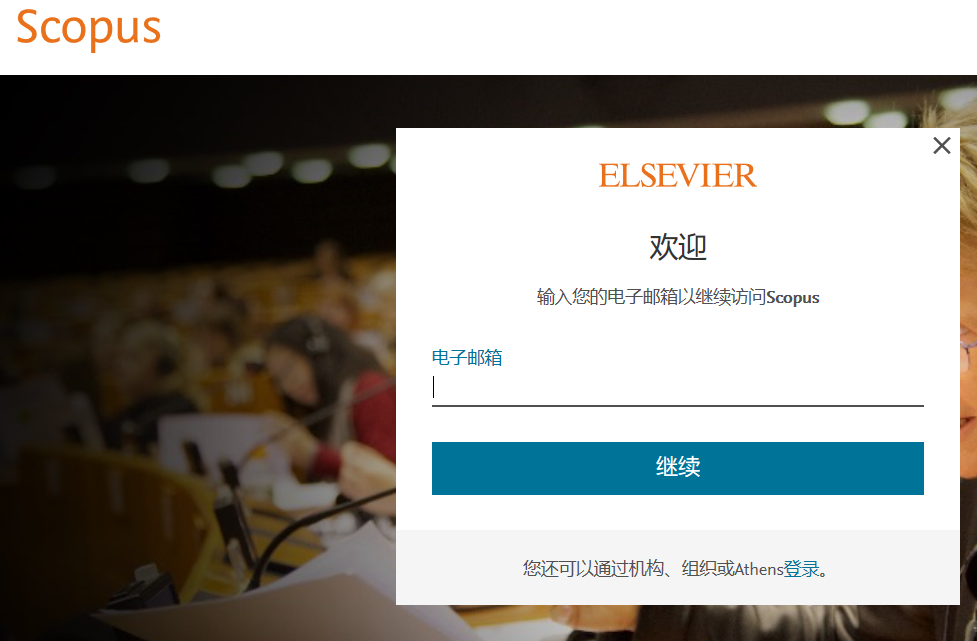 Scopus
ELSEVIER
欢迎
输入您的电子邮箱以继续访问Scopus
电子邮箱
继续
您还可以通过机构、组织或Athens登录。